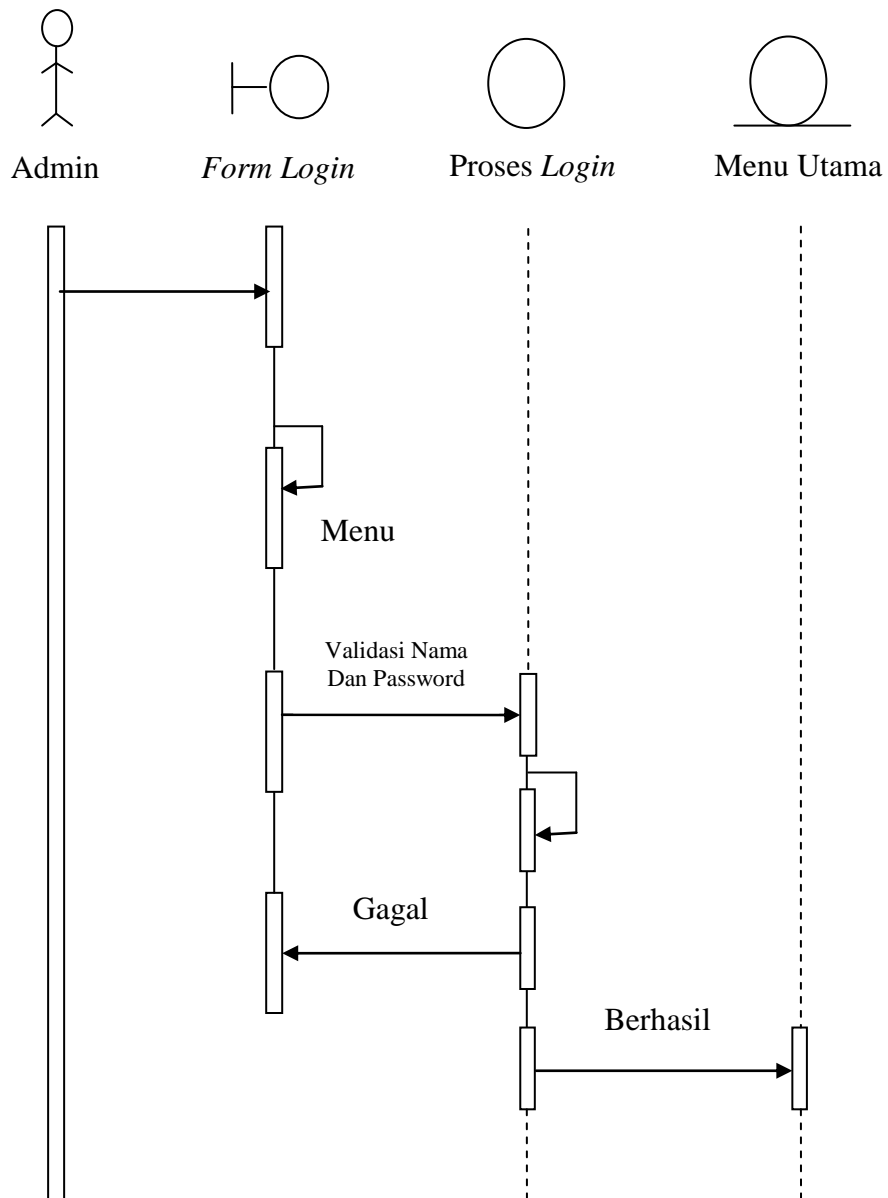 Admin
Form Login
Proses Login
Menu Utama
Menu
Validasi Nama
Dan Password
Gagal
Berhasil